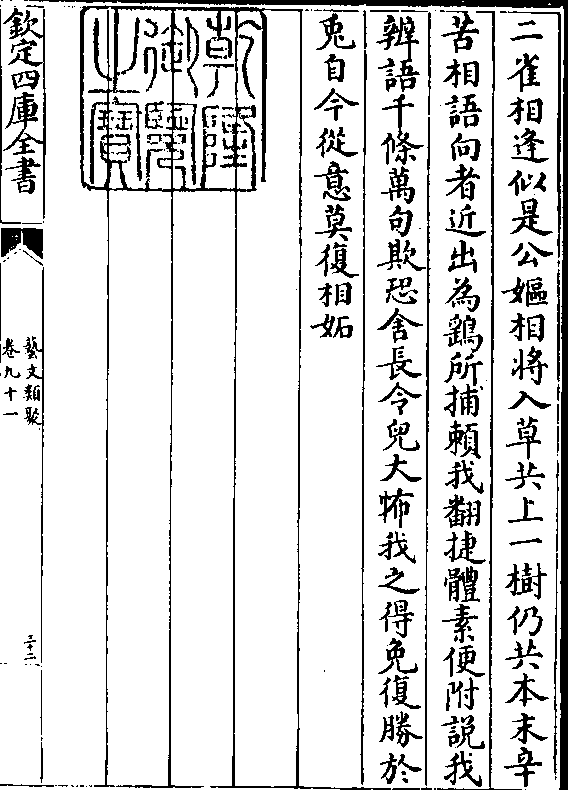 二雀相逢似是公嫗相將入草共上一樹仍共本末辛
苦相語向者近出為鷂所捕賴我翻捷體素便附說我
辨語千條萬句欺恐舍長令兒大怖我之得免復勝於
兎自今從意莫復相妬
乾隆御覽之寶
欽定四庫全書
藝文類聚
卷九十一
三十二